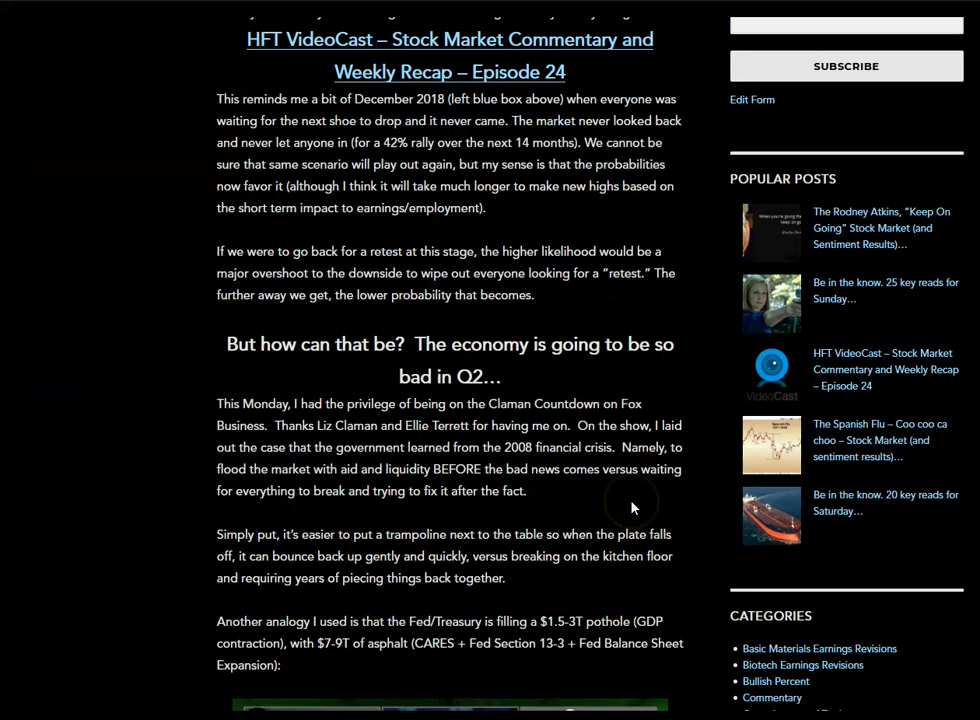 HFT VideoCast – Stock Market Commentary and
Weekly Recap – Episode 24
This reminds me a bit of December 2018 (left blue box above) when everyone was
waiting for the next shoe to drop and it never came. The market never looked back
and never let anyone in (for a 42% rally over the next 14 months). We cannot be
sure that same scenario will play out again, but my sense is that the probabilities
now favor it (although I think it will take much longer to make new highs based on
the short term impact to earnings/employment).
If we were to go back for a retest at this stage, the higher likelihood would be a
major overshoot to the downside to wipe out everyone looking for a “retest.” The
further away we get, the lower probability that becomes.
But how can that be? The economy is going to be so
bad in Q2…
This Monday, I had the privilege of being on the Claman Countdown on Fox
Business. Thanks Liz Claman and Ellie Terrett for having me on. On the show, I laid
out the case that the government learned from the 2008 financial crisis. Namely, to
flood the market with aid and liquidity BEFORE the bad news comes versus waiting
for everything to break and trying to fix it after the fact.
Simply put, it’s easier to put a trampoline next to the table so when the plate falls
off, it can bounce back up gently and quickly, versus breaking on the kitchen floor
and requiring years of piecing things back together.
Another analogy I used is that the Fed/Treasury is filling a $1.5-3T pothole (GDP
contraction), with $7-9T of asphalt (CARES + Fed Section 13-3 + Fed Balance Sheet
Expansion):
SUBSCRIBE
Edit Form
POPULAR POSTS
The Rodney Atkins, “Keep On
Going” Stock Market (and
Sentiment Results)…
Be in the know. 25 key reads for
Sunday…
HFT VideoCast – Stock Market
Commentary and Weekly Recap
– Episode 24
VideoCast
The Spanish Flu – Coo coo ca
choo – Stock Market (and
sentiment results)…
Be in the know. 20 key reads for
Saturday…
CATEGORIES
Basic Materials Earnings Revisions
Biotech Earnings Revisions
Bullish Percent
Commentary